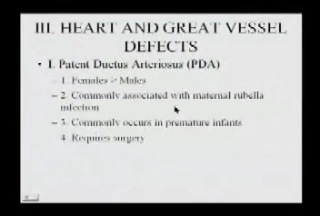 III. HEART AND GREAT VESSEL
DEFECTS
• I. Patent Ductus Arteriosus (PDA)
– 1. Females > Males
– 2. Commonly associated with maternal rubella
infection
– 3. Commonly occurs in premature infants
4. Requires surgery